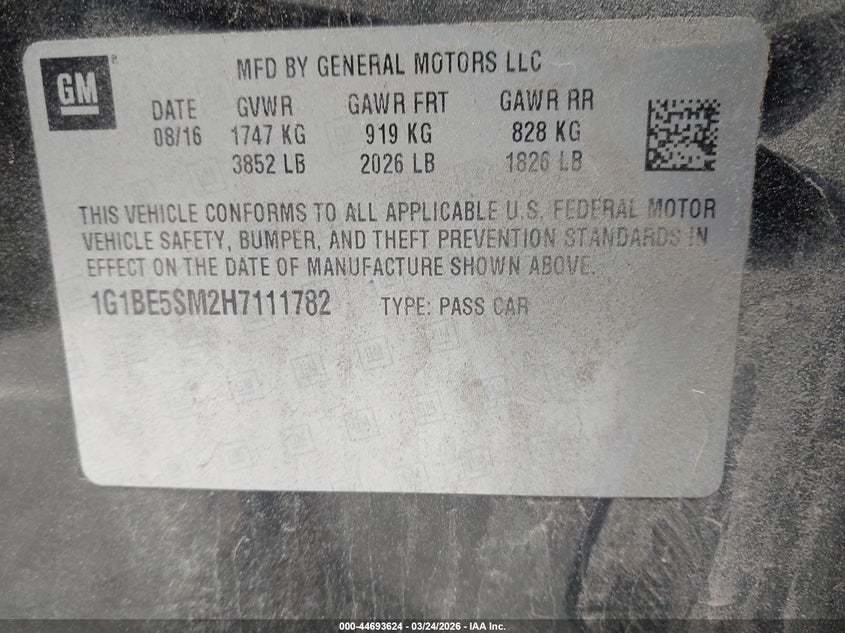 GM
MFD BY GENERAL MOTORS LLC
DATE GVWR GAWR FRT GAWR RR
08/16 1747 KG 919 KG 828 KG
3852 LB 2026 LB 1826 LB
THIS VEHICLE CONFORMS TO ALL APPLICABLE U.S. FEDERAL MOTOR
VEHICLE SAFETY, BUMPER, AND THEFT PREVENTION STANDARDS IN
EFFECT ON THE DATE OF MANUFACTURE SHOWN ABOVE.
1G1BE5SM2H7111782 TYPE: PASS CAR
000-44693624 | 03/24/2026 | IAA Inc.